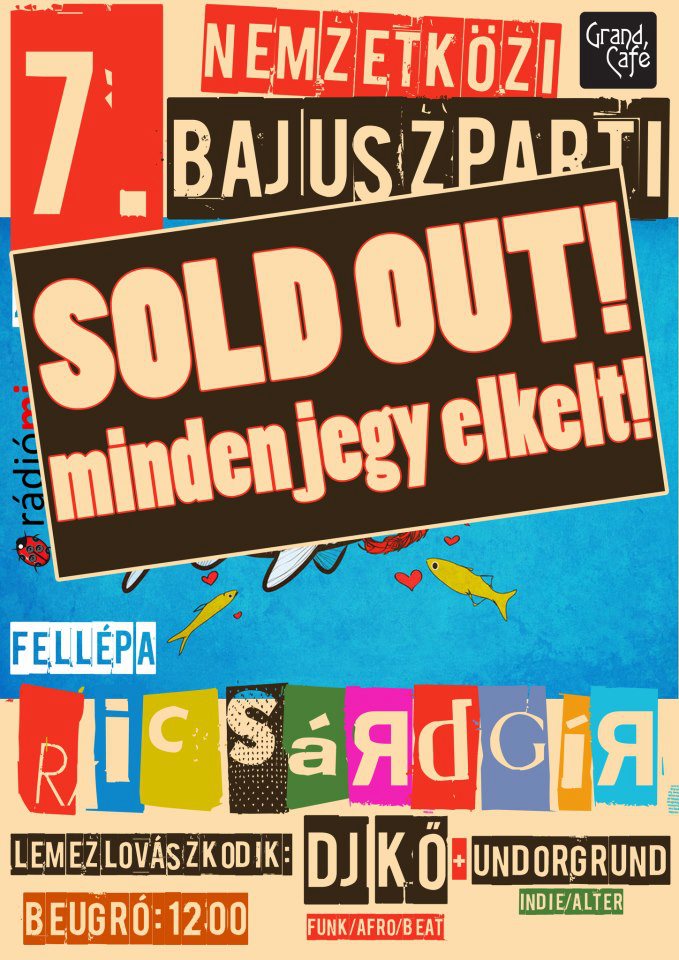 7.
NEMZETKÖZI
Grand
Café
BAJUSZPARTI
SOLD OUT!
minden jegy elkelt!
rádiómi
FELLÉPA
RICSáRdGíR
LEMEZLOVÁSZKODIK:
DJ KŐ
+ UNDORGRUND
FUNK/AFRO/BEAT
INDIE/ALTER
BEUGRÓ: 1200